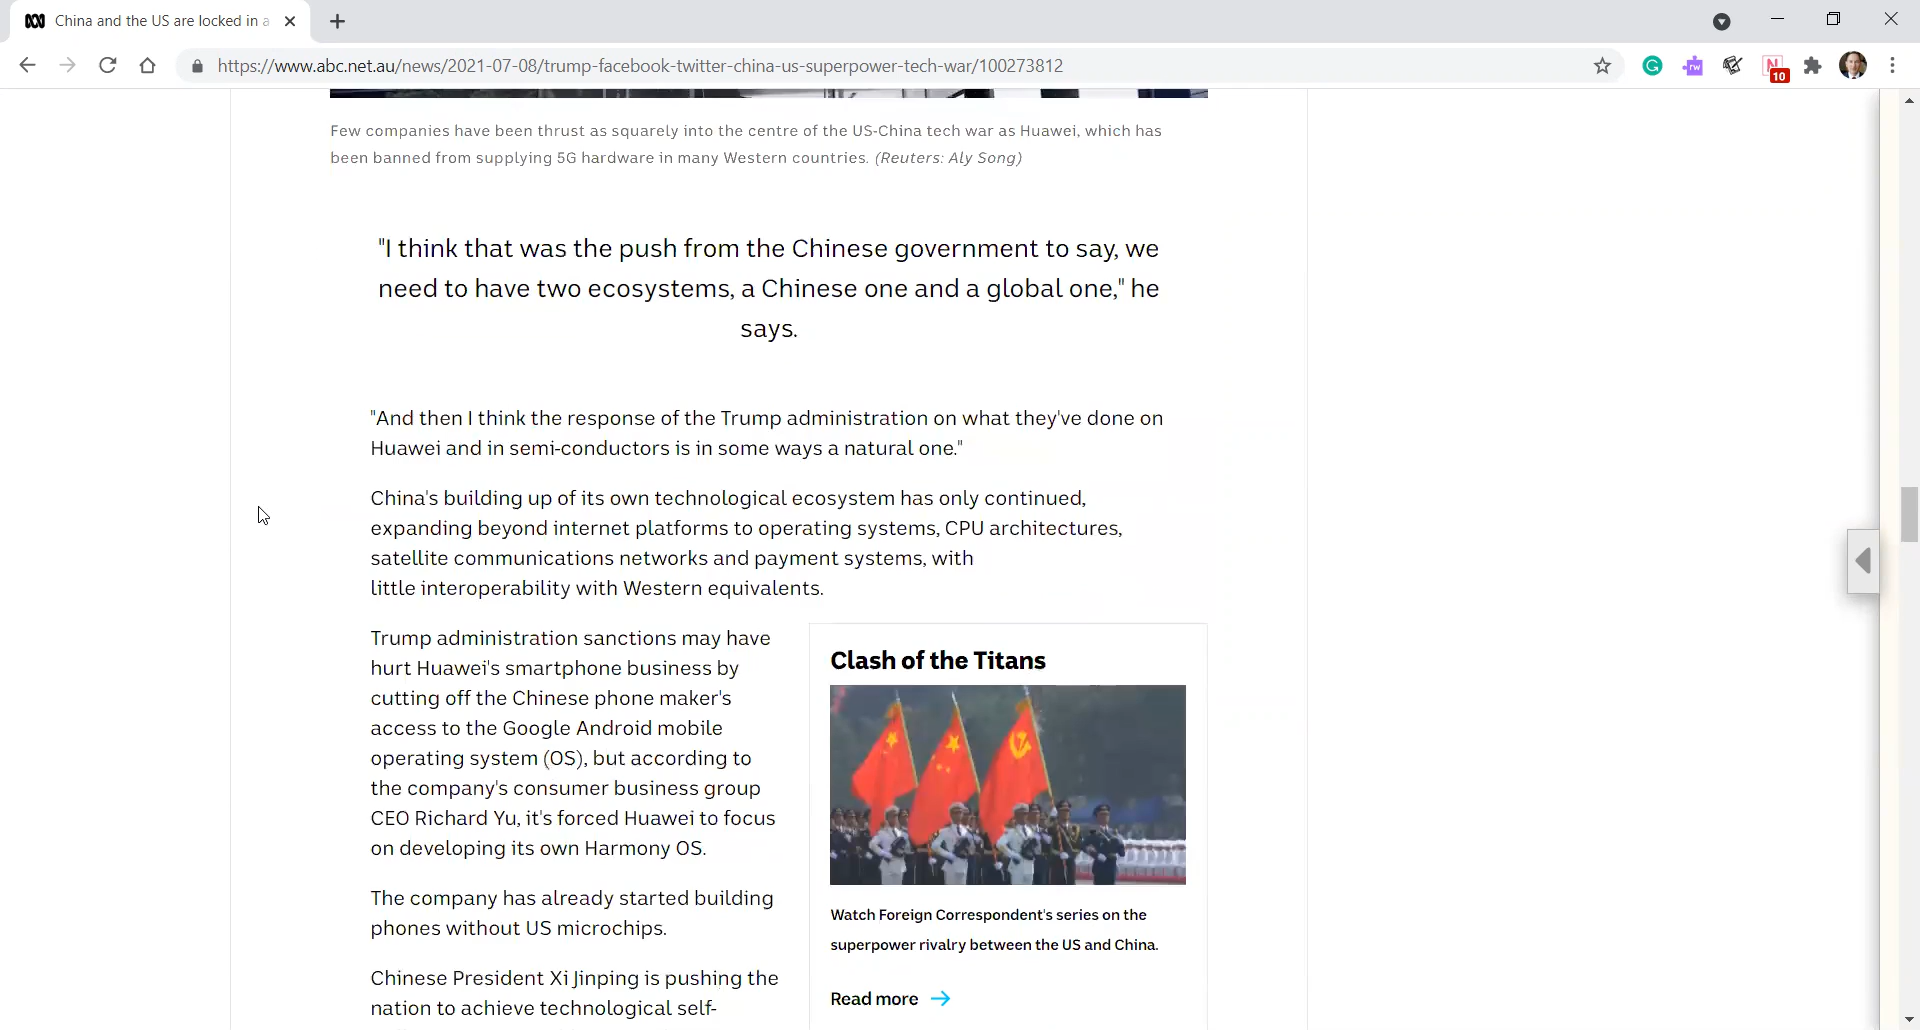 China and the US are locked in a
https://www.abc.net.au/news/2021-07-08/trump-facebook-twitter-china-us-superpower-tech-war/100273812
rw
N
10
Few companies have been thrust as squarely into the centre of the US-China tech war as Huawei, which has
been banned from supplying 5G hardware in many Western countries. (Reuters: Aly Song)
"I think that was the push from the Chinese government to say, we
need to have two ecosystems, a Chinese one and a global one," he
says.
"And then I think the response of the Trump administration on what they've done on
Huawei and in semi-conductors is in some ways a natural one."
China's building up of its own technological ecosystem has only continued,
expanding beyond internet platforms to operating systems, CPU architectures,
satellite communications networks and payment systems, with
little interoperability with Western equivalents.
Trump administration sanctions may have
hurt Huawei's smartphone business by
cutting off the Chinese phone maker's
access to the Google Android mobile
operating system (OS), but according to
the company's consumer business group
CEO Richard Yu, it's forced Huawei to focus
on developing its own Harmony OS.
The company has already started building
phones without US microchips.
Chinese President Xi Jinping is pushing the
nation to achieve technological self-
Clash of the Titans
Watch Foreign Correspondent's series on the
superpower rivalry between the US and China.
Read more